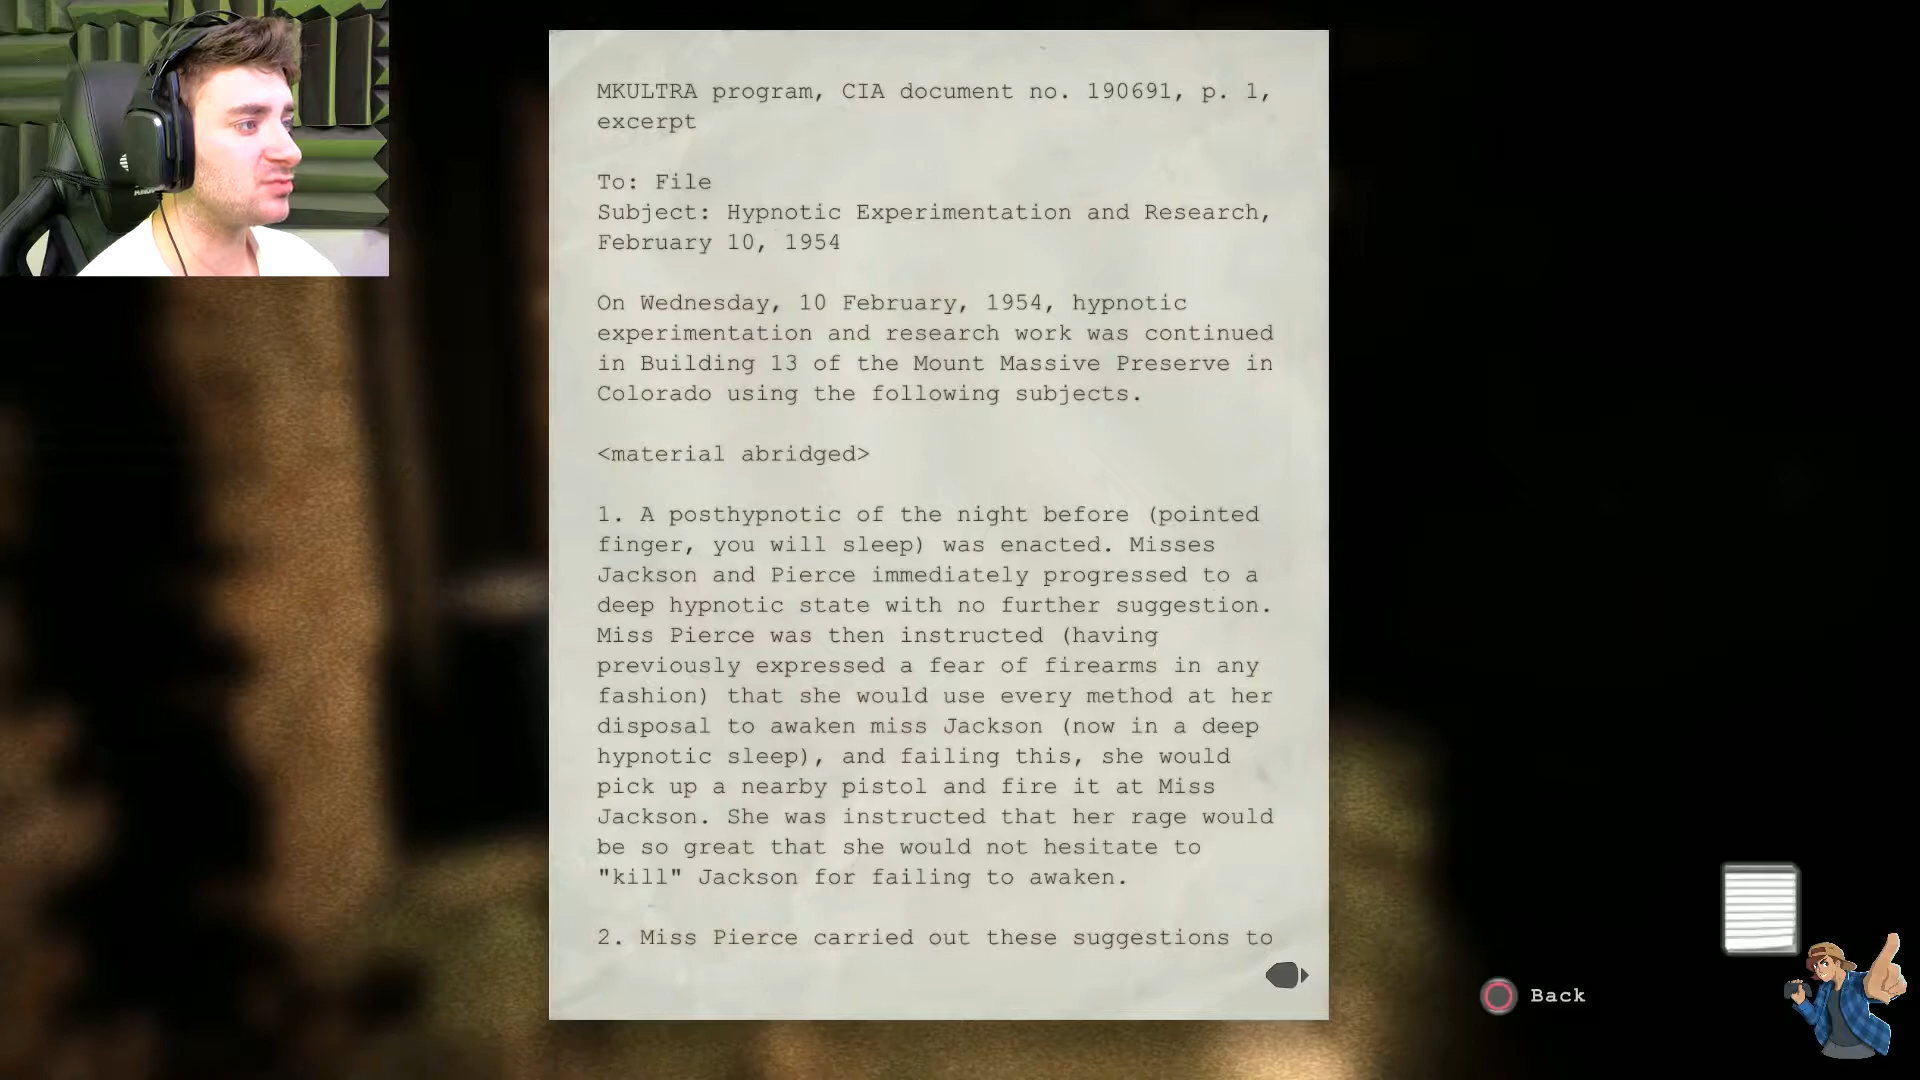 MKULTRA program, CIA document no. 190691, p. 1,
excerpt
To: File
Subject: Hypnotic Experimentation and Research,
February 10, 1954
On Wednesday, 10 February, 1954, hypnotic
experimentation and research work was continued
in Building 13 of the Mount Massive Preserve in
Colorado using the following subjects.
<material abridged>
1. A posthypnotic of the night before (pointed
finger, you will sleep) was enacted. Misses
Jackson and Pierce immediately progressed to a
deep hypnotic state with no further suggestion.
Miss Pierce was then instructed (having
previously expressed a fear of firearms in any
fashion) that she would use every method at her
disposal to awaken miss Jackson (now in a deep
hypnotic sleep), and failing this, she would
pick up a nearby pistol and fire it at Miss
Jackson. She was instructed that her rage would
be so great that she would not hesitate to
"kill" Jackson for failing to awaken.
2. Miss Pierce carried out these suggestions to
Back